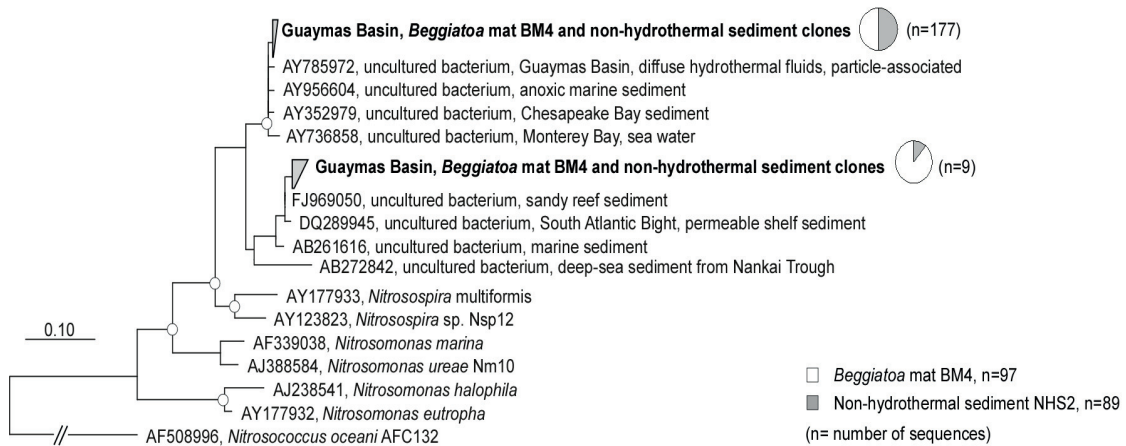 Guaymas Basin, Beggiatoa mat BM4 and non-hydrothermal sediment clones (n=177)
AY785972, uncultured bacterium, Guaymas Basin, diffuse hydrothermal fluids, particle-associated
AY956604, uncultured bacterium, anoxic marine sediment
AY352979, uncultured bacterium, Chesapeake Bay sediment
AY736858, uncultured bacterium, Monterey Bay, sea water
Guaymas Basin, Beggiatoa mat BM4 and non-hydrothermal sediment clones (n=9)
FJ969050, uncultured bacterium, sandy reef sediment
DQ289945, uncultured bacterium, South Atlantic Bight, permeable shelf sediment
AB261616, uncultured bacterium, marine sediment
AB272842, uncultured bacterium, deep-sea sediment from Nankai Trough
AY177933, Nitrosospira multiformis
AY123823, Nitrosospira sp. Nsp12
0.10
AF339038, Nitrosomonas marina
AJ388584, Nitrosomonas ureae Nm10
AJ238541, Nitrosomonas halophila
AY177932, Nitrosomonas eutropha
AF508996, Nitrosococcus oceani AFC132
Beggiatoa mat BM4, n=97
Non-hydrothermal sediment NHS2, n=89
(n= number of sequences)